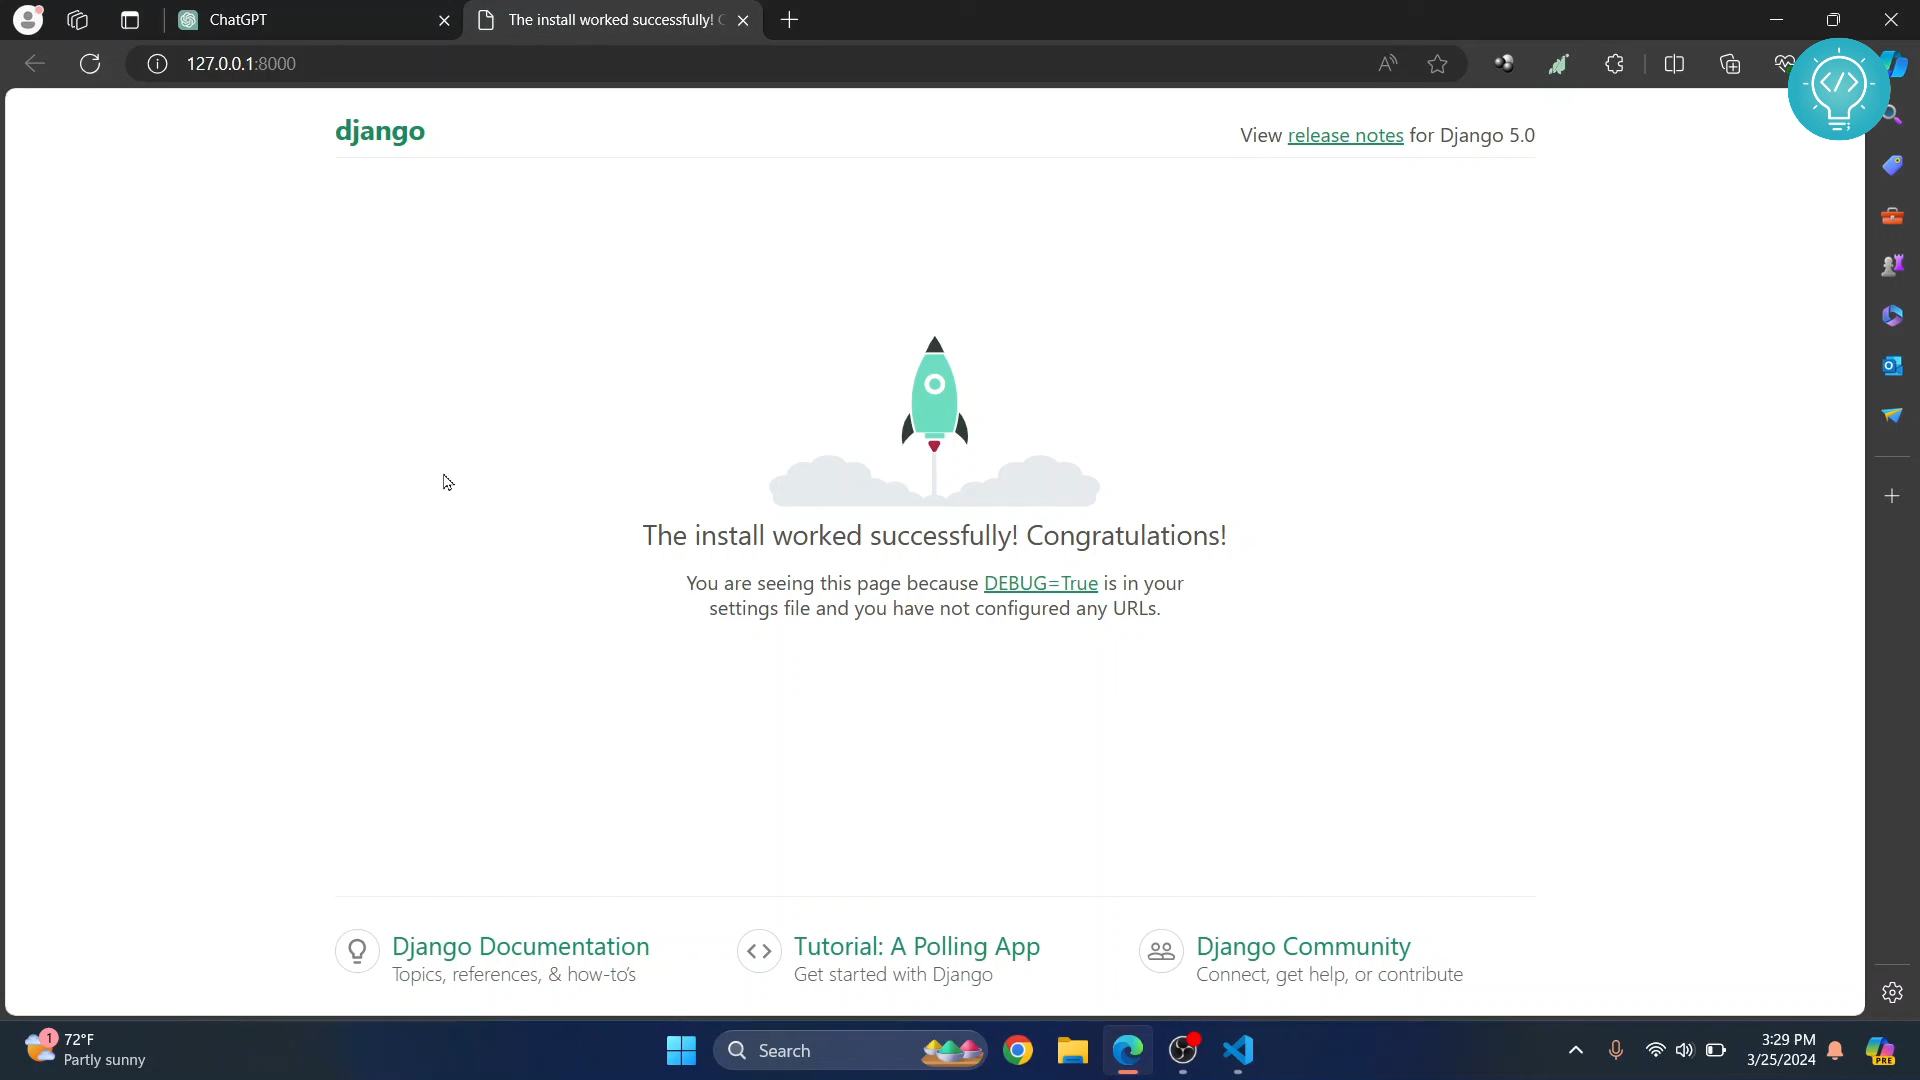 ChatGPT
The install worked successfully!
127.0.0.1:8000
django
View release notes for Django 5.0
The install worked successfully! Congratulations!
You are seeing this page because DEBUG=True is in your
settings file and you have not configured any URLs.
Django Documentation
Topics, references, & how-to's
Tutorial: A Polling App
Get started with Django
Django Community
Connect, get help, or contribute
1
72°F
Partly sunny
Search
3:29 PM
3/25/2024
PRE